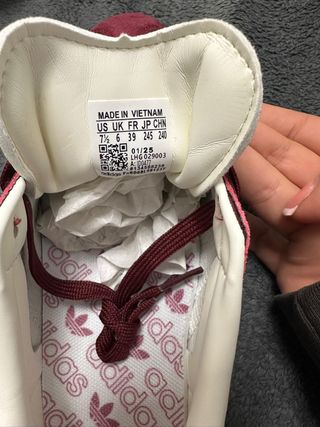 MADE IN VIETNAM
US UK FR JP CHN
7½ 6 39 245 240
01/25
LHG 029003
adidas
adidas
adidas
adidas
adidas